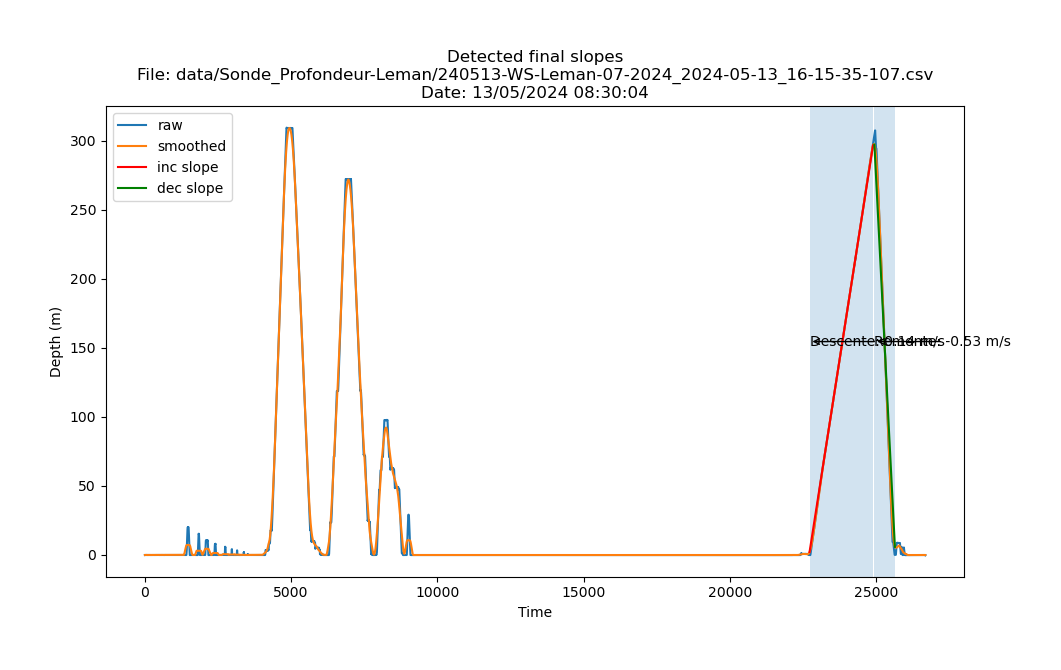 Detected final slopes
File: data/Sonde_Profondeur-Leman/240513-WS-Leman-07-2024_2024-05-13_16-15-35-107.csv
Date: 13/05/2024 08:30:04
raw
smoothed
inc slope
dec slope
300
250
200
150
100
50
0
Depth (m)
Descente
-0.53 m/s
0
5000
10000
15000
20000
25000
Time